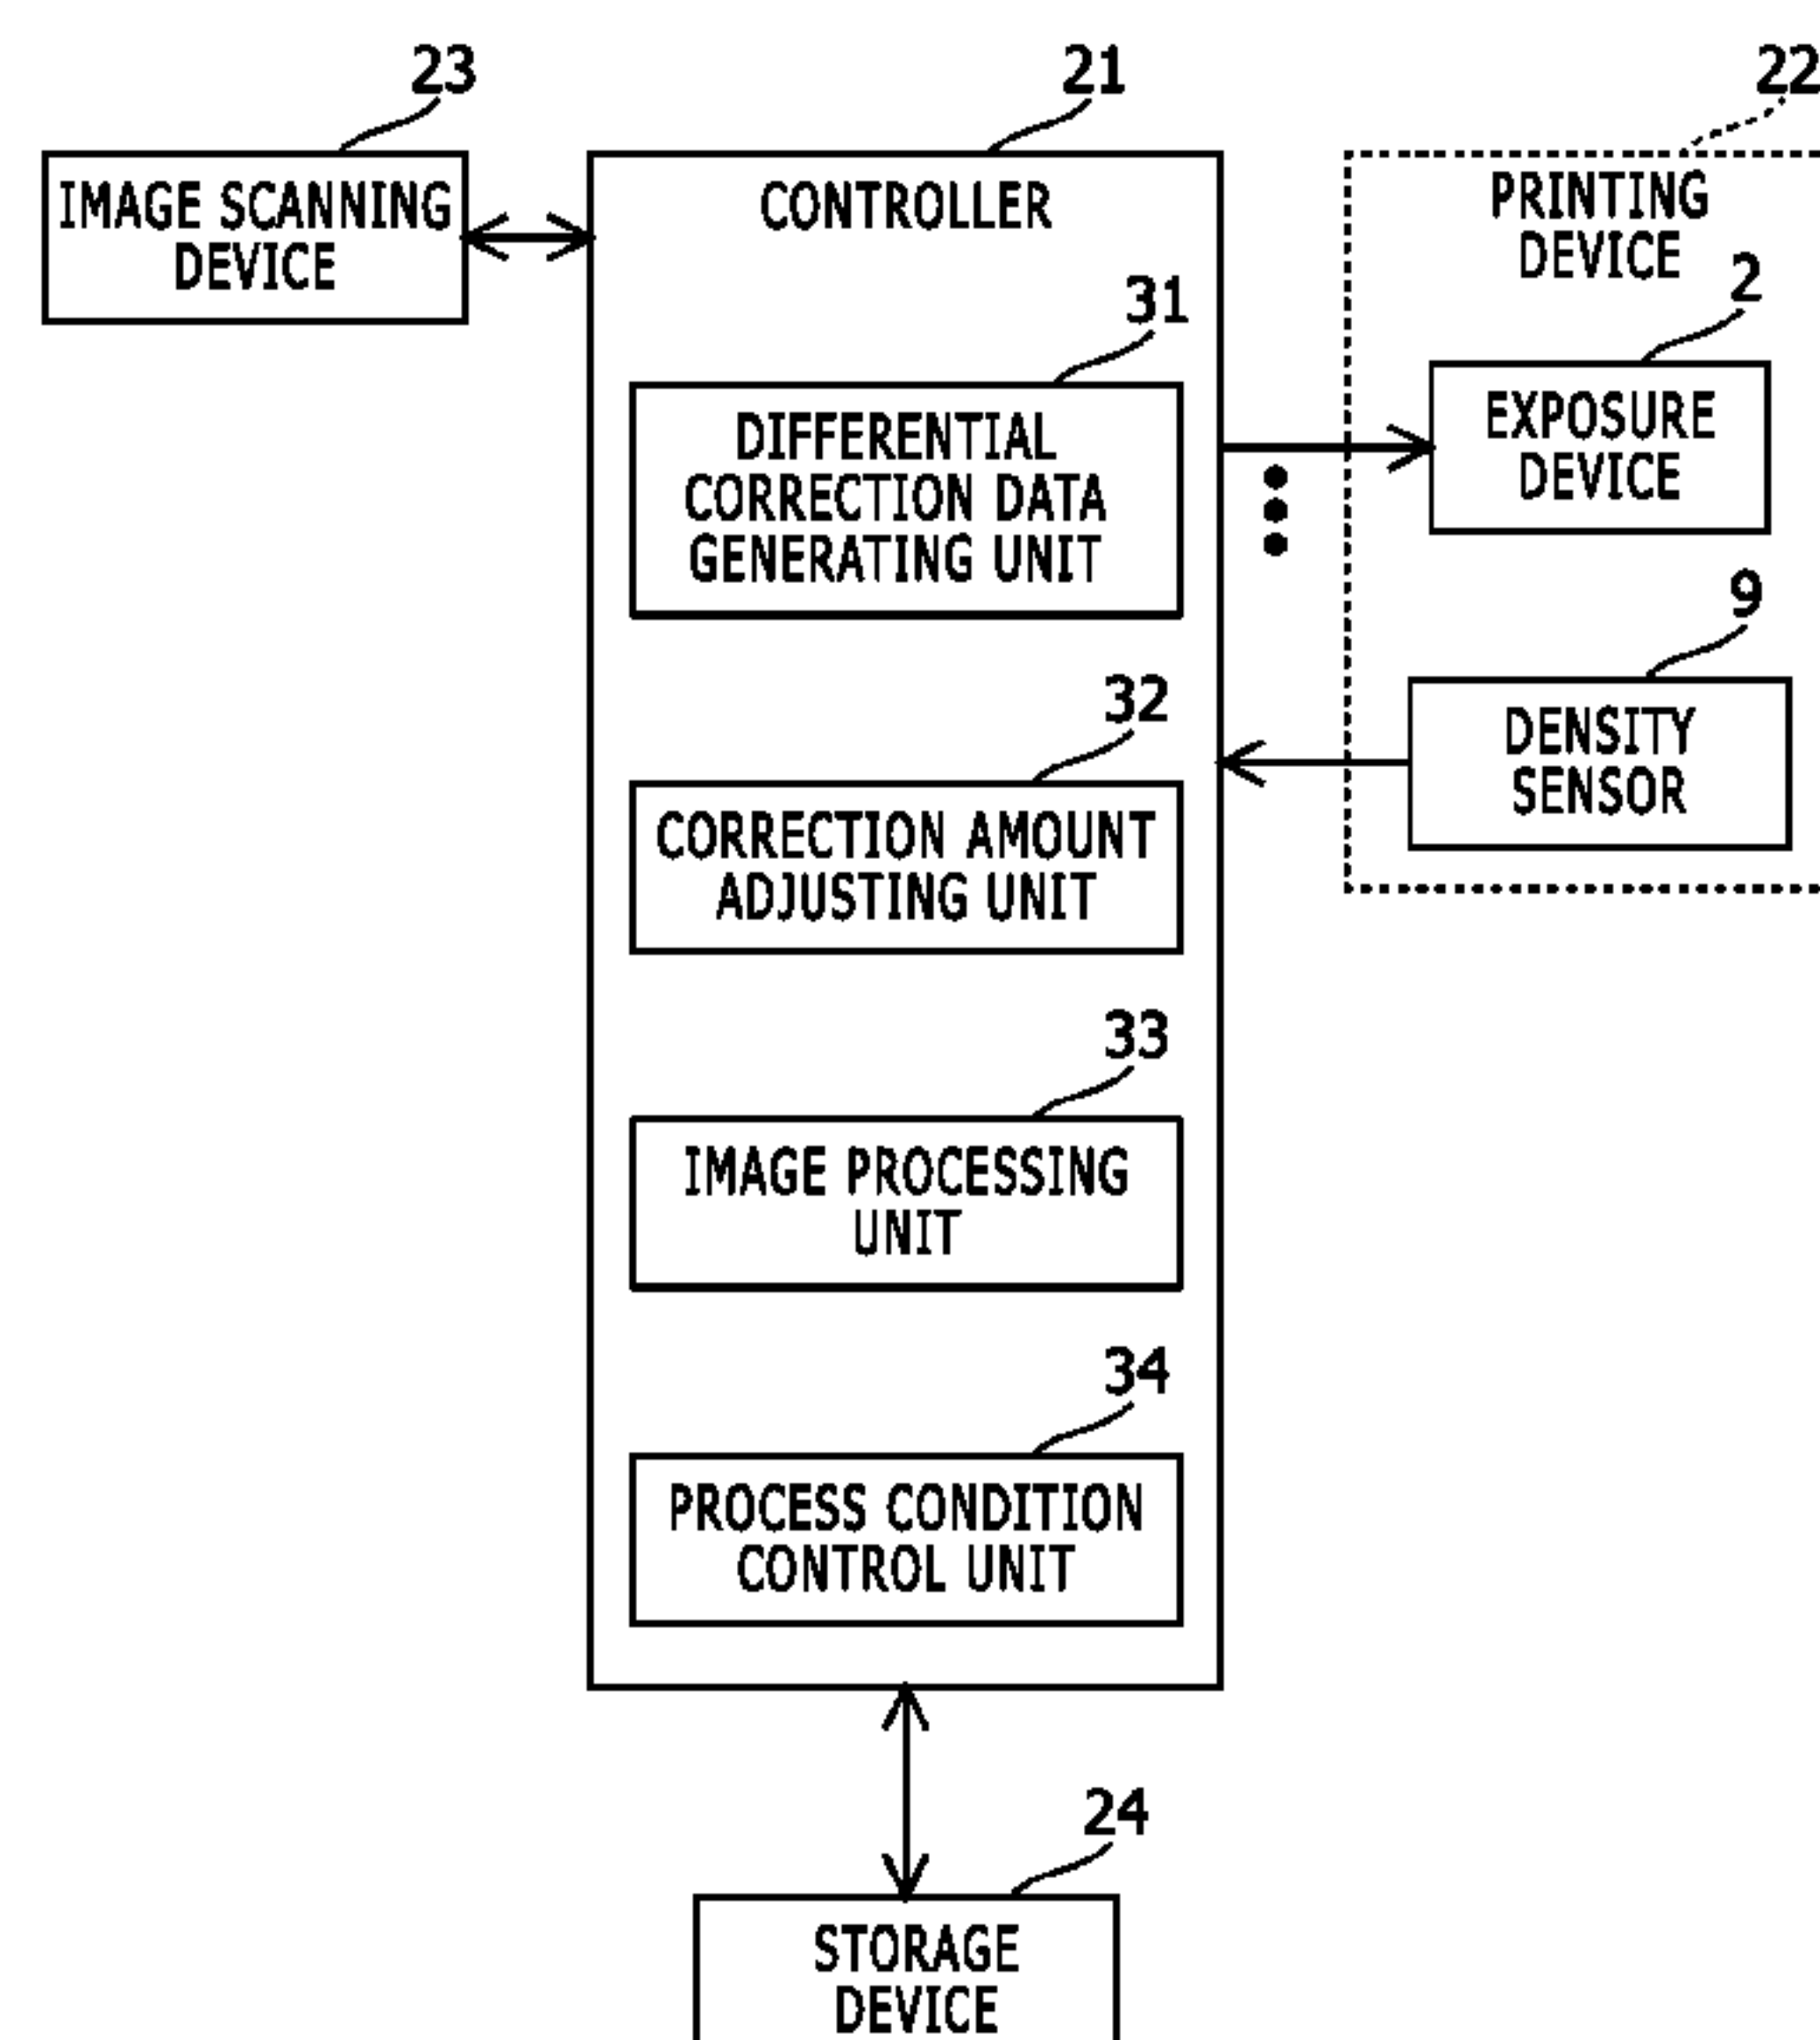 23
IMAGE SCANNING
DEVICE
21
CONTROLLER
31
DIFFERENTIAL
CORRECTION DATA
GENERATING UNIT
32
CORRECTION AMOUNT
ADJUSTING UNIT
33
IMAGE PROCESSING
UNIT
34
PROCESS CONDITION
CONTROL UNIT
22
PRINTING
DEVICE
2
EXPOSURE
DEVICE
9
DENSITY
SENSOR
24
STORAGE
DEVICE